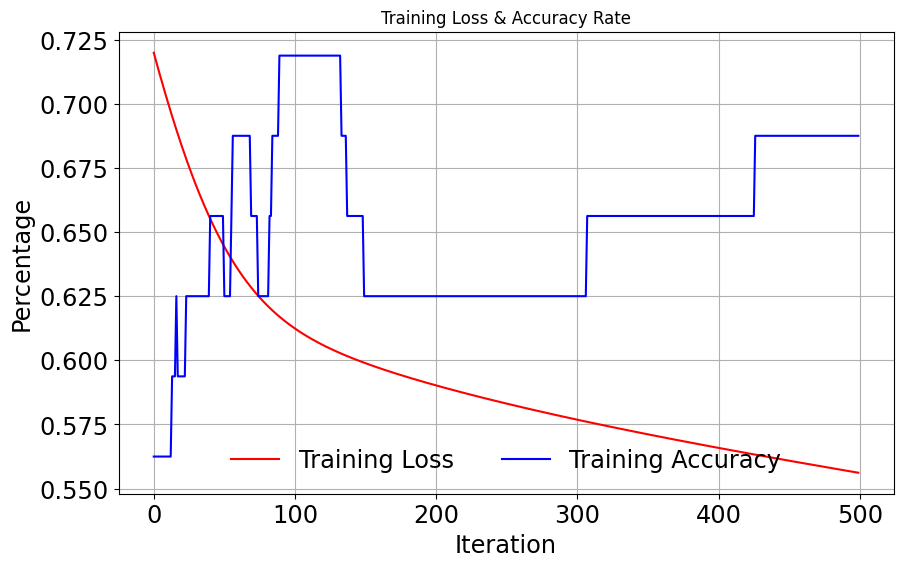 Training Loss & Accuracy Rate
Percentage
0.725
0.700
0.675
0.650
0.625
0.600
0.575
0.550
Training Loss
Training Accuracy
0
100
200
300
400
500
Iteration